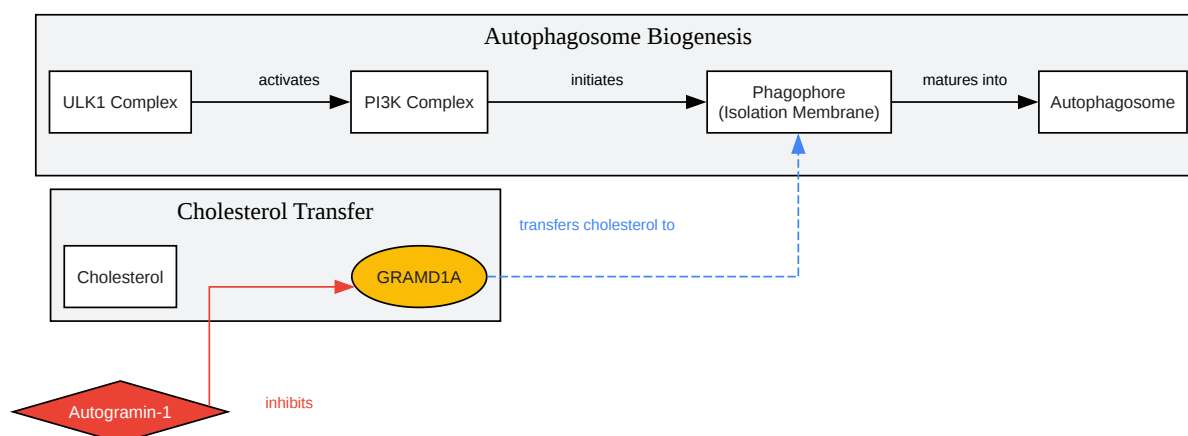 Autophagosome Biogenesis
ULK1 Complex
activates
PI3K Complex
initiates
Phagophore
(Isolation Membrane)
matures into
Autophagosome
Cholesterol Transfer
Cholesterol
GRAMD1A
transfers cholesterol to
Autogramin-1
inhibits